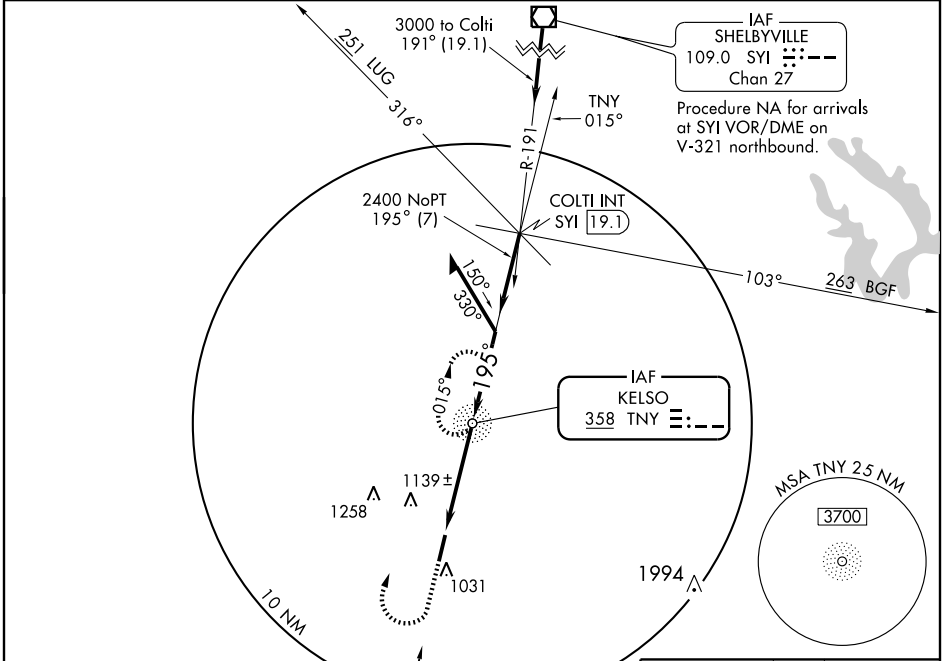 3000 to Colti
191° (19.1)
IAF
SHELBYVILLE
109.0 SYI
Chan 27
Procedure NA for arrivals
at SYI VOR/DME on
V-321 northbound.
251 LUG
316°
TNY
015°
R-191
2400 NoPT
195° (7)
COLTI INT
SYI 19.1
103°
263 BGF
150°
330°
195°
015°
IAF
KELSO
358 TNY
1139±
1258
1031
1994
10 NM
MSA TNY 25 NM
3700